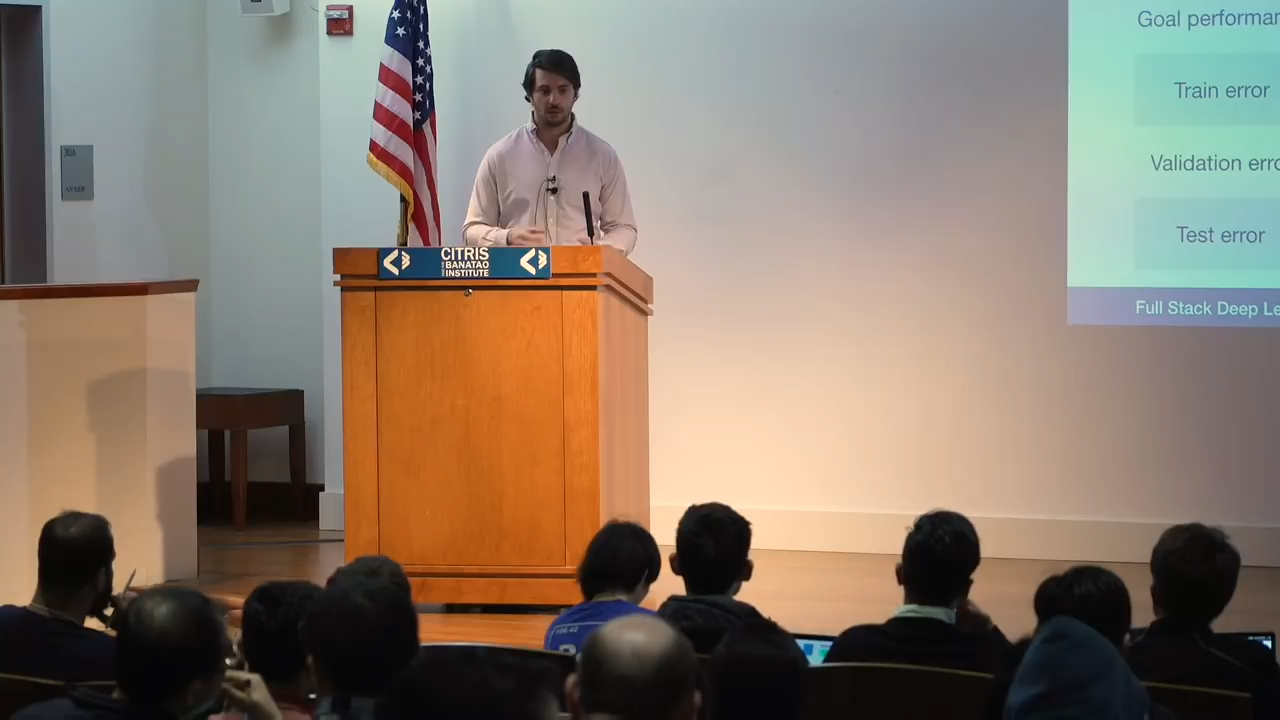 CITRIS
BANATAO
INSTITUTE
Goal performan
Train error
Validation erro
Test error
Full Stack Deep Le